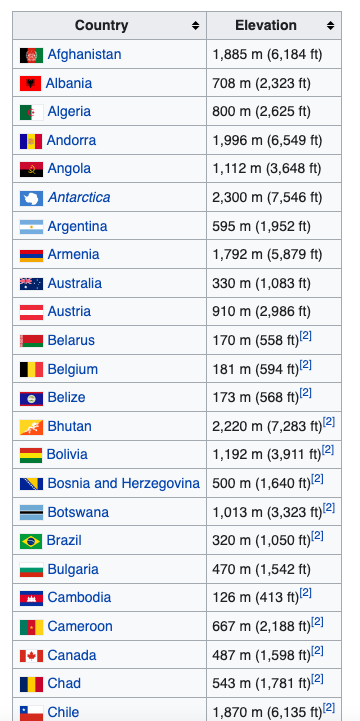 Country Elevation
Afghanistan 1,885 m (6,184 ft)
Albania 708 m (2,323 ft)
Algeria 800 m (2,625 ft)
Andorra 1,996 m (6,549 ft)
Angola 1,112 m (3,648 ft)
Antarctica 2,300 m (7,546 ft)
Argentina 595 m (1,952 ft)
Armenia 1,792 m (5,879 ft)
Australia 330 m (1,083 ft)
Austria 910 m (2,986 ft)
Belarus 170 m (558 ft)[2]
Belgium 181 m (594 ft)[2]
Belize 173 m (568 ft)[2]
Bhutan 2,220 m (7,283 ft)[2]
Bolivia 1,192 m (3,911 ft)[2]
Bosnia and Herzegovina 500 m (1,640 ft)[2]
Botswana 1,013 m (3,323 ft)[2]
Brazil 320 m (1,050 ft)[2]
Bulgaria 470 m (1,542 ft)
Cambodia 126 m (413 ft)[2]
Cameroon 667 m (2,188 ft)[2]
Canada 487 m (1,598 ft)[2]
Chad 543 m (1,781 ft)[2]
Chile 1,870 m (6,135 ft)[2]